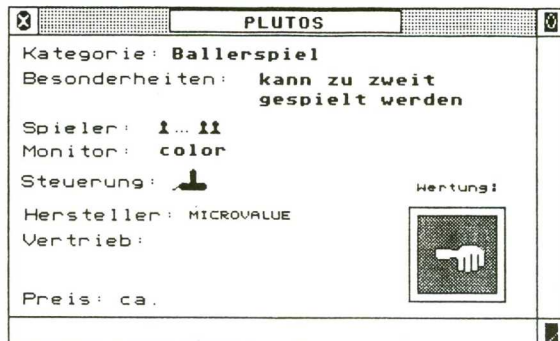 PLUTOS
Kategorie: Ballerspiel
Besonderheiten: kann zu zweit
gespielt werden
Spieler: ...
Monitor: color
Steuerung:
Wertung:
Hersteller: MICROVALUE
Vertrieb:
Preis: ca.